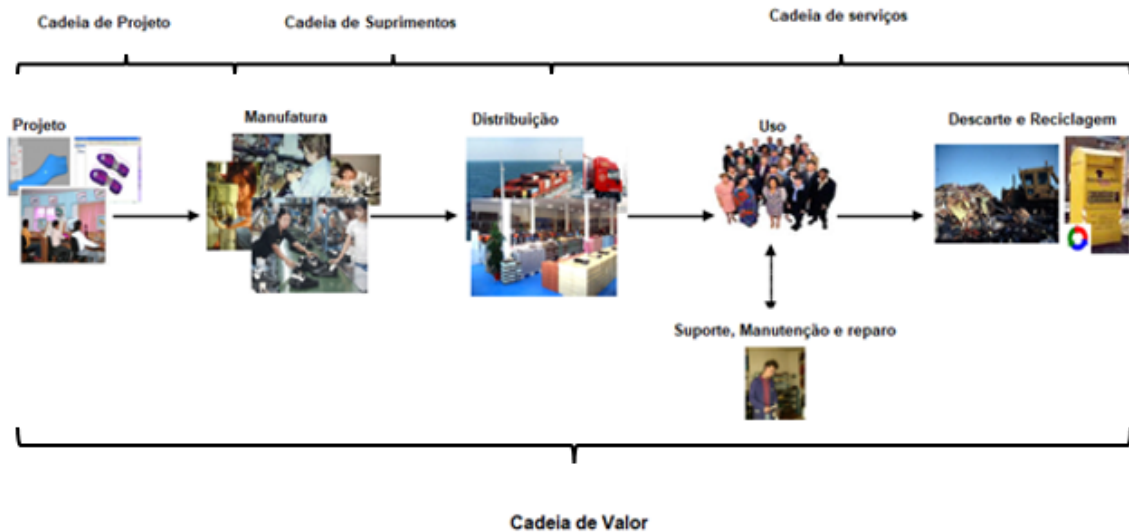 Cadeia de Projeto
Cadeia de Suprimentos
Cadeia de serviços
Projeto
Manufatura
Distribuição
Uso
Descarte e Reciclagem
Suporte, Manutenção e reparo
Cadeia de Valor